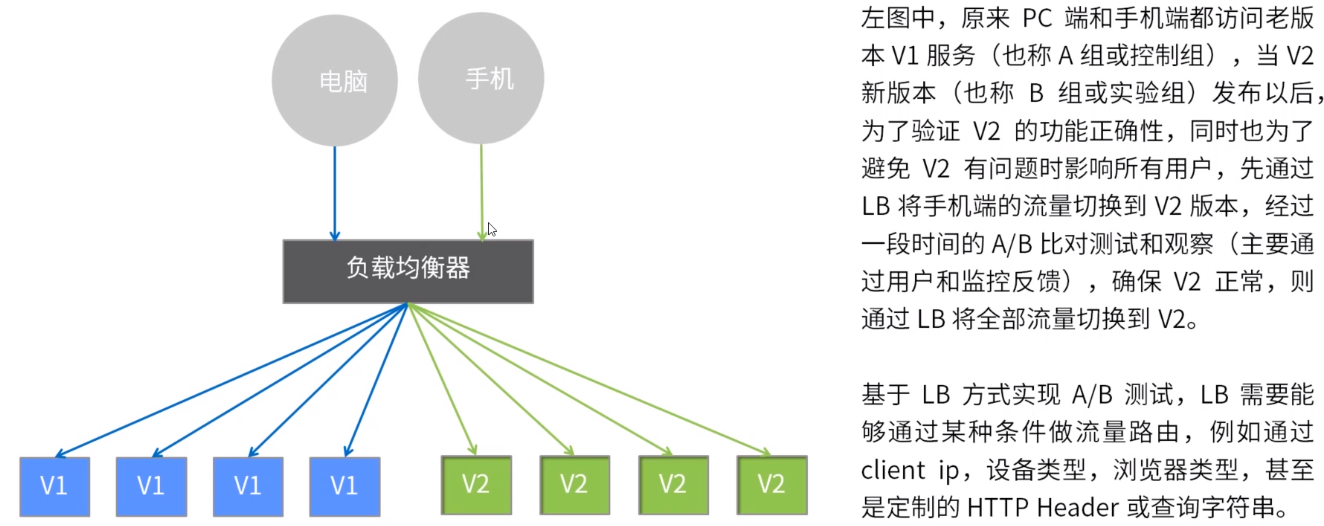 电脑
手机
负载均衡器
V1
V1
V1
V1
V2
V2
V2
V2
左图中，原来 PC 端和手机端都访问老版
本 V1 服务（也称 A 组或控制组），当 V2
新版本（也称 B 组或实验组）发布以后，
为了验证 V2 的功能正确性，同时也为了
避免 V2 有问题时影响所有用户，先通过
LB 将手机端的流量切换到 V2 版本，经过
一段时间的 A/B 比对测试和观察（主要通
过用户和监控反馈），确保 V2 正常，则
通过 LB 将全部流量切换到 V2。
基于 LB 方式实现 A/B 测试，LB 需要能
够通过某种条件做流量路由，例如通过
client ip，设备类型，浏览器类型，甚至
是定制的 HTTP Header 或查询字符串。